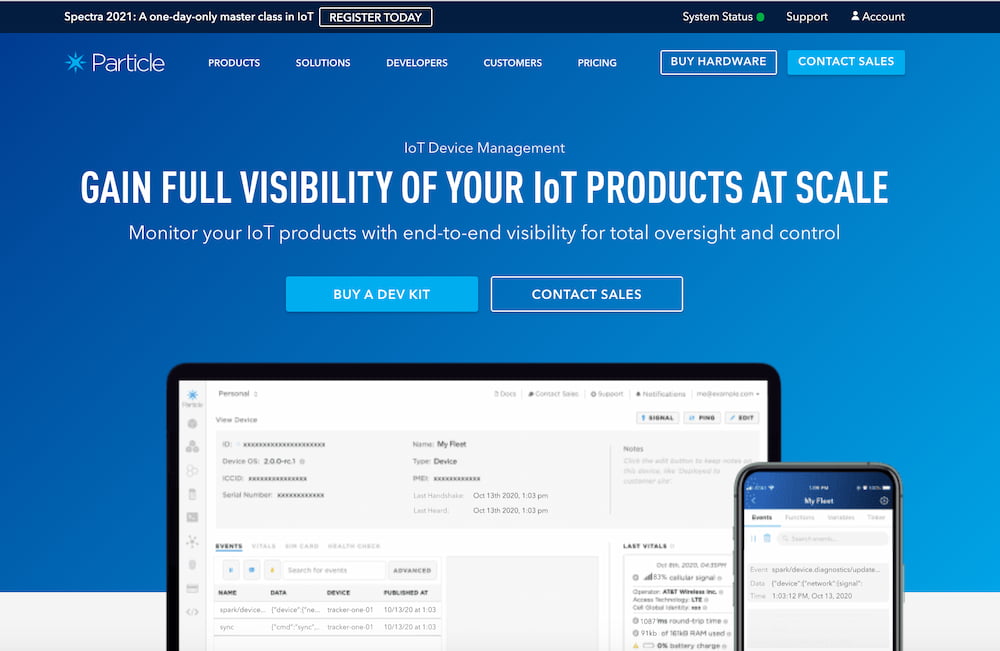 Spectra 2021: A one-day-only master class in IoT REGISTER TODAY System Status Support Account
Particle PRODUCTS SOLUTIONS DEVELOPERS CUSTOMERS PRICING BUY HARDWARE CONTACT SALES
IoT Device Management
GAIN FULL VISIBILITY OF YOUR IoT PRODUCTS AT SCALE
Monitor your IoT products with end-to-end visibility for total oversight and control
BUY A DEV KIT CONTACT SALES
Particle
Personal Docs Contact Sales Support Notifications me@example.com
View Device SIGNAL PING EDIT
ID: xxxxxxxxxxxxxxxxxxxx
Device OS: 2.0.0-rc.1
ICCID: xxxxxxxxxxxxxx
Serial Number: xxxxxxxxxxx
Name: My Fleet
Type: Device
IMEI: xxxxxxxxxxx
Last Handshake: Oct 13th 2020, 1:03 pm
Last Heard: Oct 13th 2020, 1:03 pm
Notes
Click the edit button to keep notes on
this device, like 'Deployed to
customer site'.
EVENTS VITALS SIM CARD HEALTH CHECK
Search for events ADVANCED
NAME DATA DEVICE PUBLISHED AT
spark/device... {"device":{"ne... tracker-one-01 10/13/20 at 1:03
sync {"cmd":"sync"... tracker-one-01 10/13/20 at 1:03
LAST VITALS
Oct 8th, 2020, 04:35PM
83% cellular signal
Operator: AT&T Wireless Inc.
Access Technology: LTE
Cell Global Identity: xxx
1087 ms round-trip time
91kb of 161kB RAM used
0% battery charge
AT&T 1:09 PM 100%
My Fleet
Events Functions Variables Tinker
Search events...
Event spark/device.diagnostics/update...
Data {"device":{"network":{"signal":
Time 1:03:12 PM, Oct 13, 2020